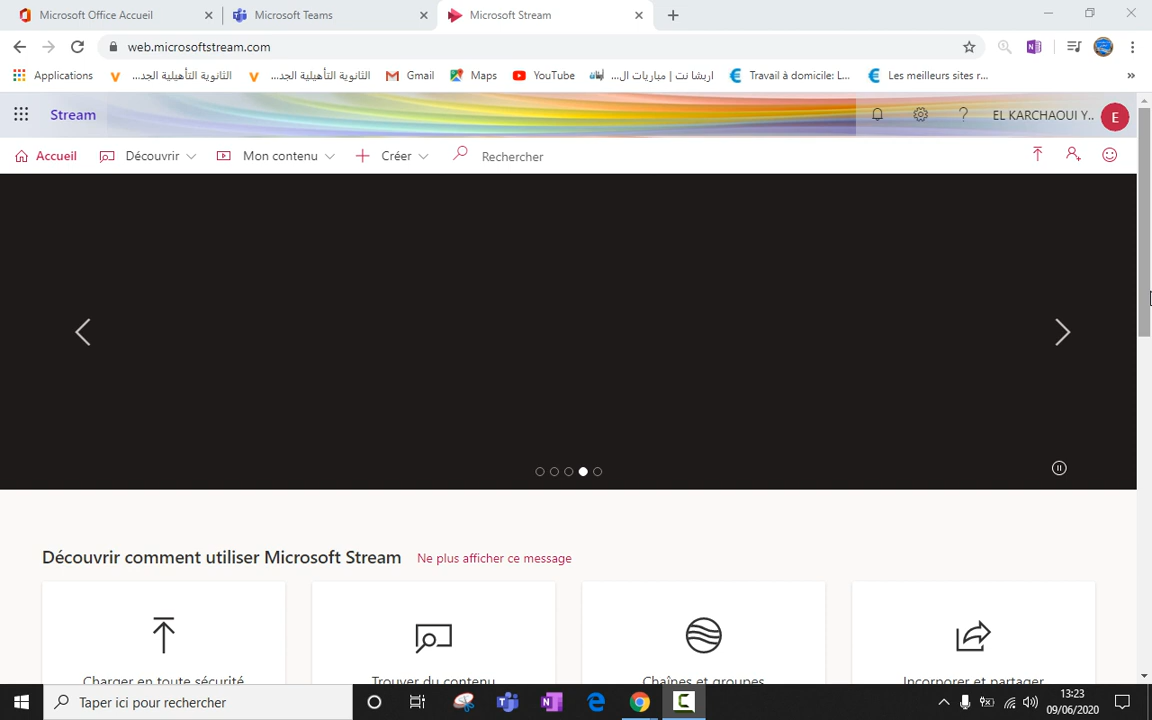 Microsoft Office Accueil
Microsoft Teams
Microsoft Stream
web.microsoftstream.com
Applications
الثانوية التأهيلية الجد...
الثانوية التأهيلية الجد...
Gmail
Maps
YouTube
اربشا نت | مباريات ال...
Travail à domicile: L...
Les meilleurs sites r...
Stream
EL KARCHAOUI Y..
E
Accueil
Découvrir
Mon contenu
Créer
Rechercher
Découvrir comment utiliser Microsoft Stream
Ne plus afficher ce message
Charger en toute sécurité
Trouver du contenu
Chaînes et groupes
Incorporer et partager
Taper ici pour rechercher
13:23
09/06/2020